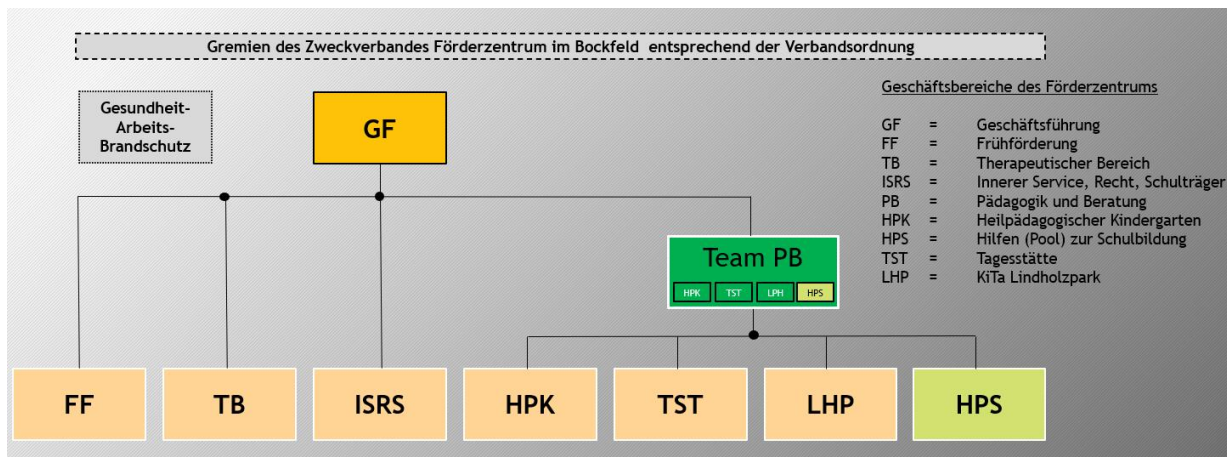 Gremien des Zweckverbandes Förderzentrum im Bockfeld entsprechend der Verbandsordnung
Gesundheit-
Arbeits-
Brandschutz
GF
Geschäftsbereiche des Förderzentrums
GF = Geschäftsführung
FF = Frühförderung
TB = Therapeutischer Bereich
ISRS = Innerer Service, Recht, Schulträger
PB = Pädagogik und Beratung
HPK = Heilpädagogischer Kindergarten
HPS = Hilfen (Pool) zur Schulbildung
TST = Tagesstätte
LHP = KiTa Lindholzpark
Team PB
HPK TST LPH HPS
FF TB ISRS HPK TST LHP HPS